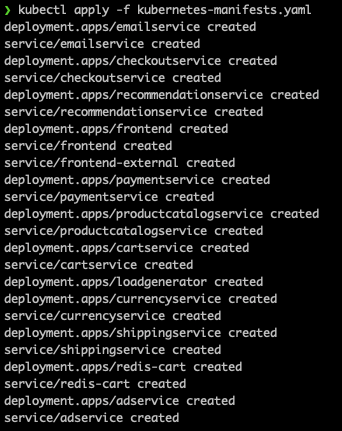 ❯ kubectl apply -f kubernetes-manifests.yaml
deployment.apps/emailservice created
service/emailservice created
deployment.apps/checkoutservice created
service/checkoutservice created
deployment.apps/recommendationservice created
service/recommendationservice created
deployment.apps/frontend created
service/frontend created
service/frontend-external created
deployment.apps/paymentservice created
service/paymentservice created
deployment.apps/productcatalogservice created
service/productcatalogservice created
deployment.apps/cartservice created
service/cartservice created
deployment.apps/loadgenerator created
deployment.apps/currencyservice created
service/currencyservice created
deployment.apps/shippingservice created
service/shippingservice created
deployment.apps/redis-cart created
service/redis-cart created
deployment.apps/adservice created
service/adservice created